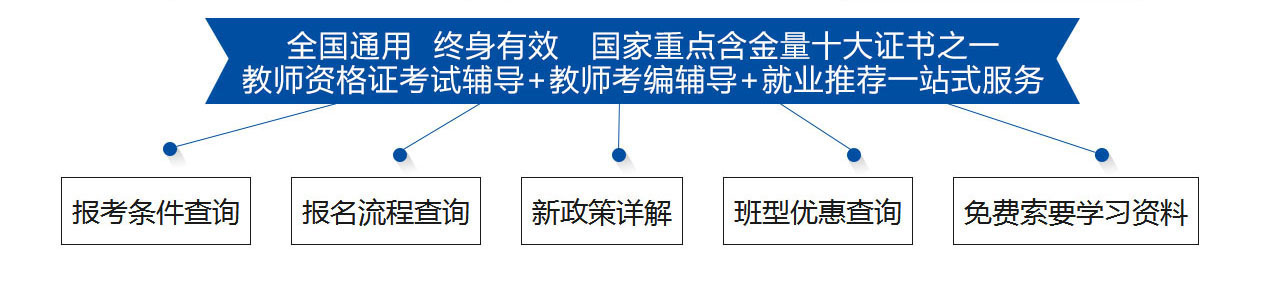 全国通用 终身有效 国家重点含金量十大证书之一
教师资格证考试辅导+教师考编辅导+就业推荐一站式服务
报考条件查询
报名流程查询
新政策详解
班型优惠查询
免费索要学习资料